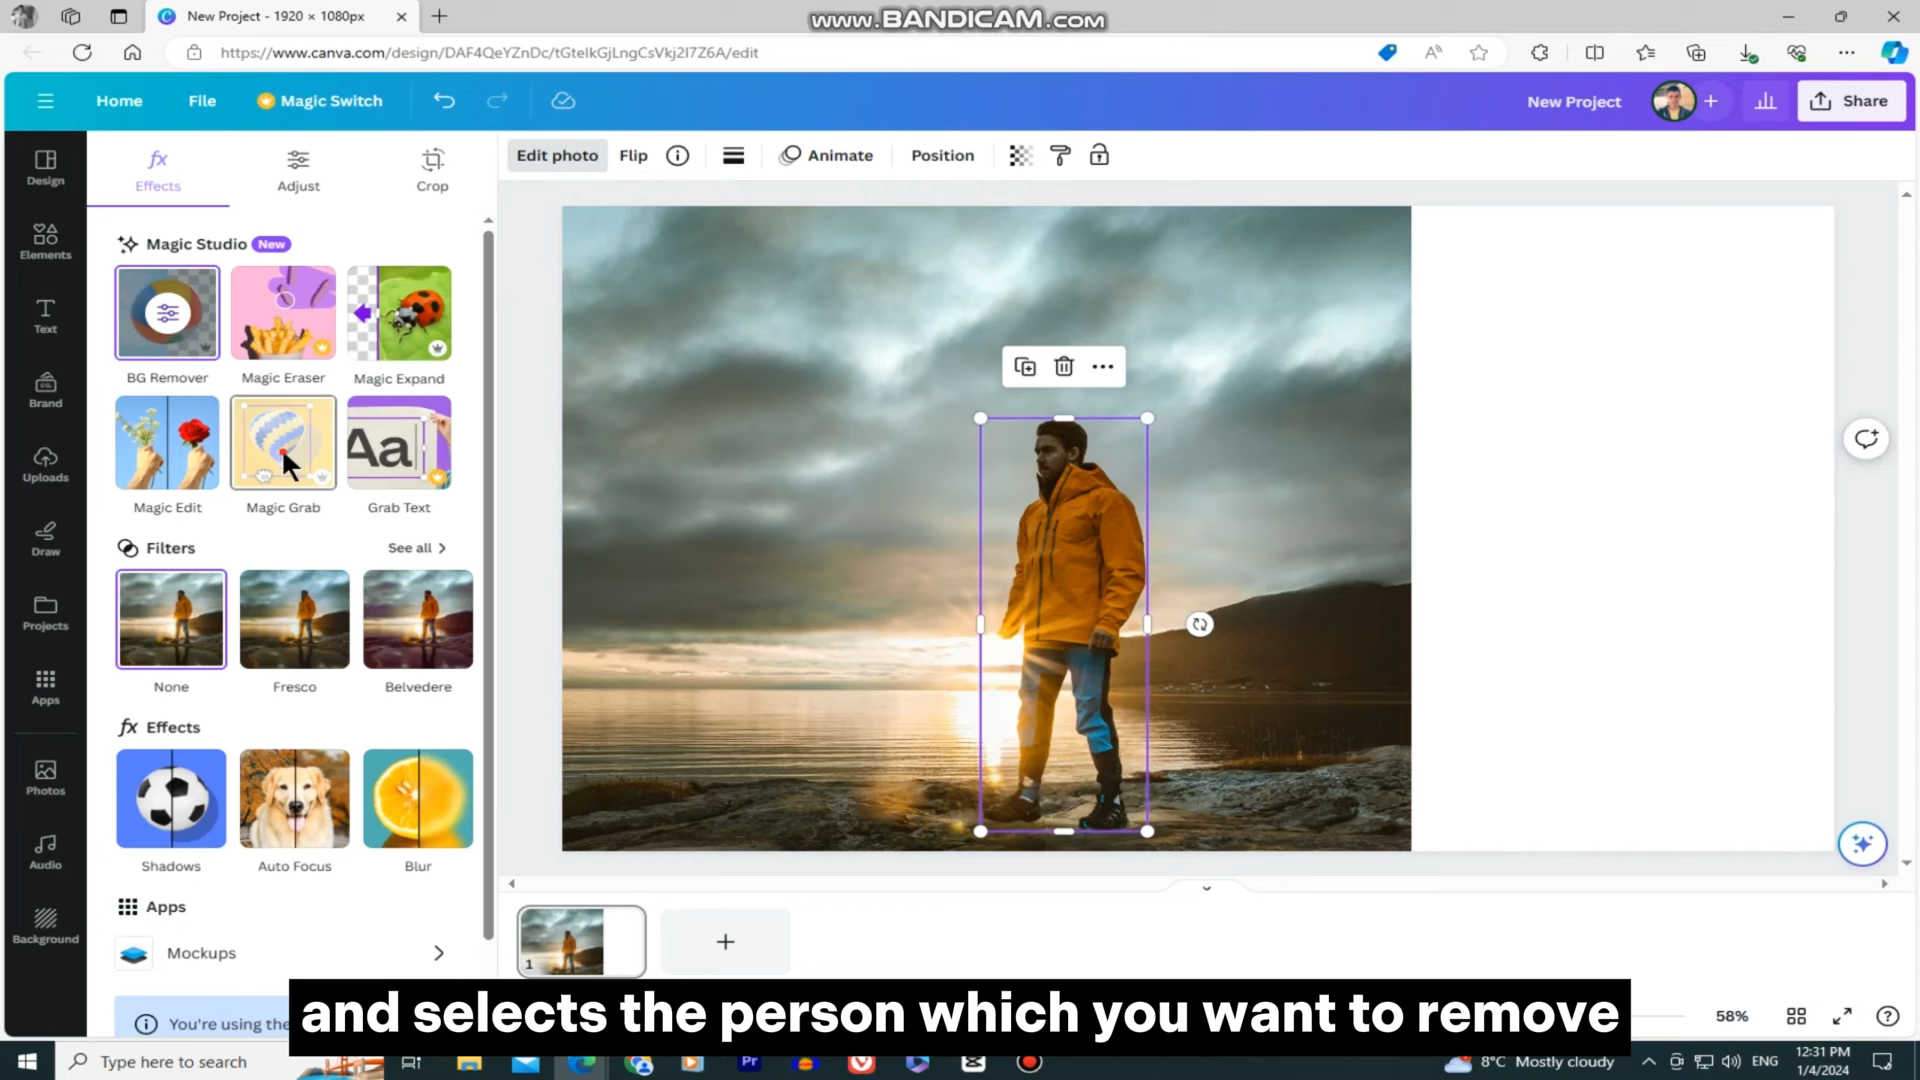 New Project - 1920 × 1080px
www.BANDICAM.com
https://www.canva.com/design/DAF4QeYZnDc/tGteIkGjLngCsVkj2I7Z6A/edit
Home
File
Magic Switch
New Project
Share
Design
Elements
Text
Brand
Uploads
Draw
Projects
Apps
Photos
Audio
Background
Effects
Adjust
Crop
Edit photo
Flip
Animate
Position
Magic Studio New
BG Remover
Magic Eraser
Magic Expand
Aa
Magic Edit
Magic Grab
Grab Text
Filters
See all
None
Fresco
Belvedere
fx Effects
Shadows
Auto Focus
Blur
Apps
Mockups
You're using the
1
58%
and selects the person which you want to remove
Type here to search
Pr
8°C Mostly cloudy
ENG
12:31 PM
1/4/2024